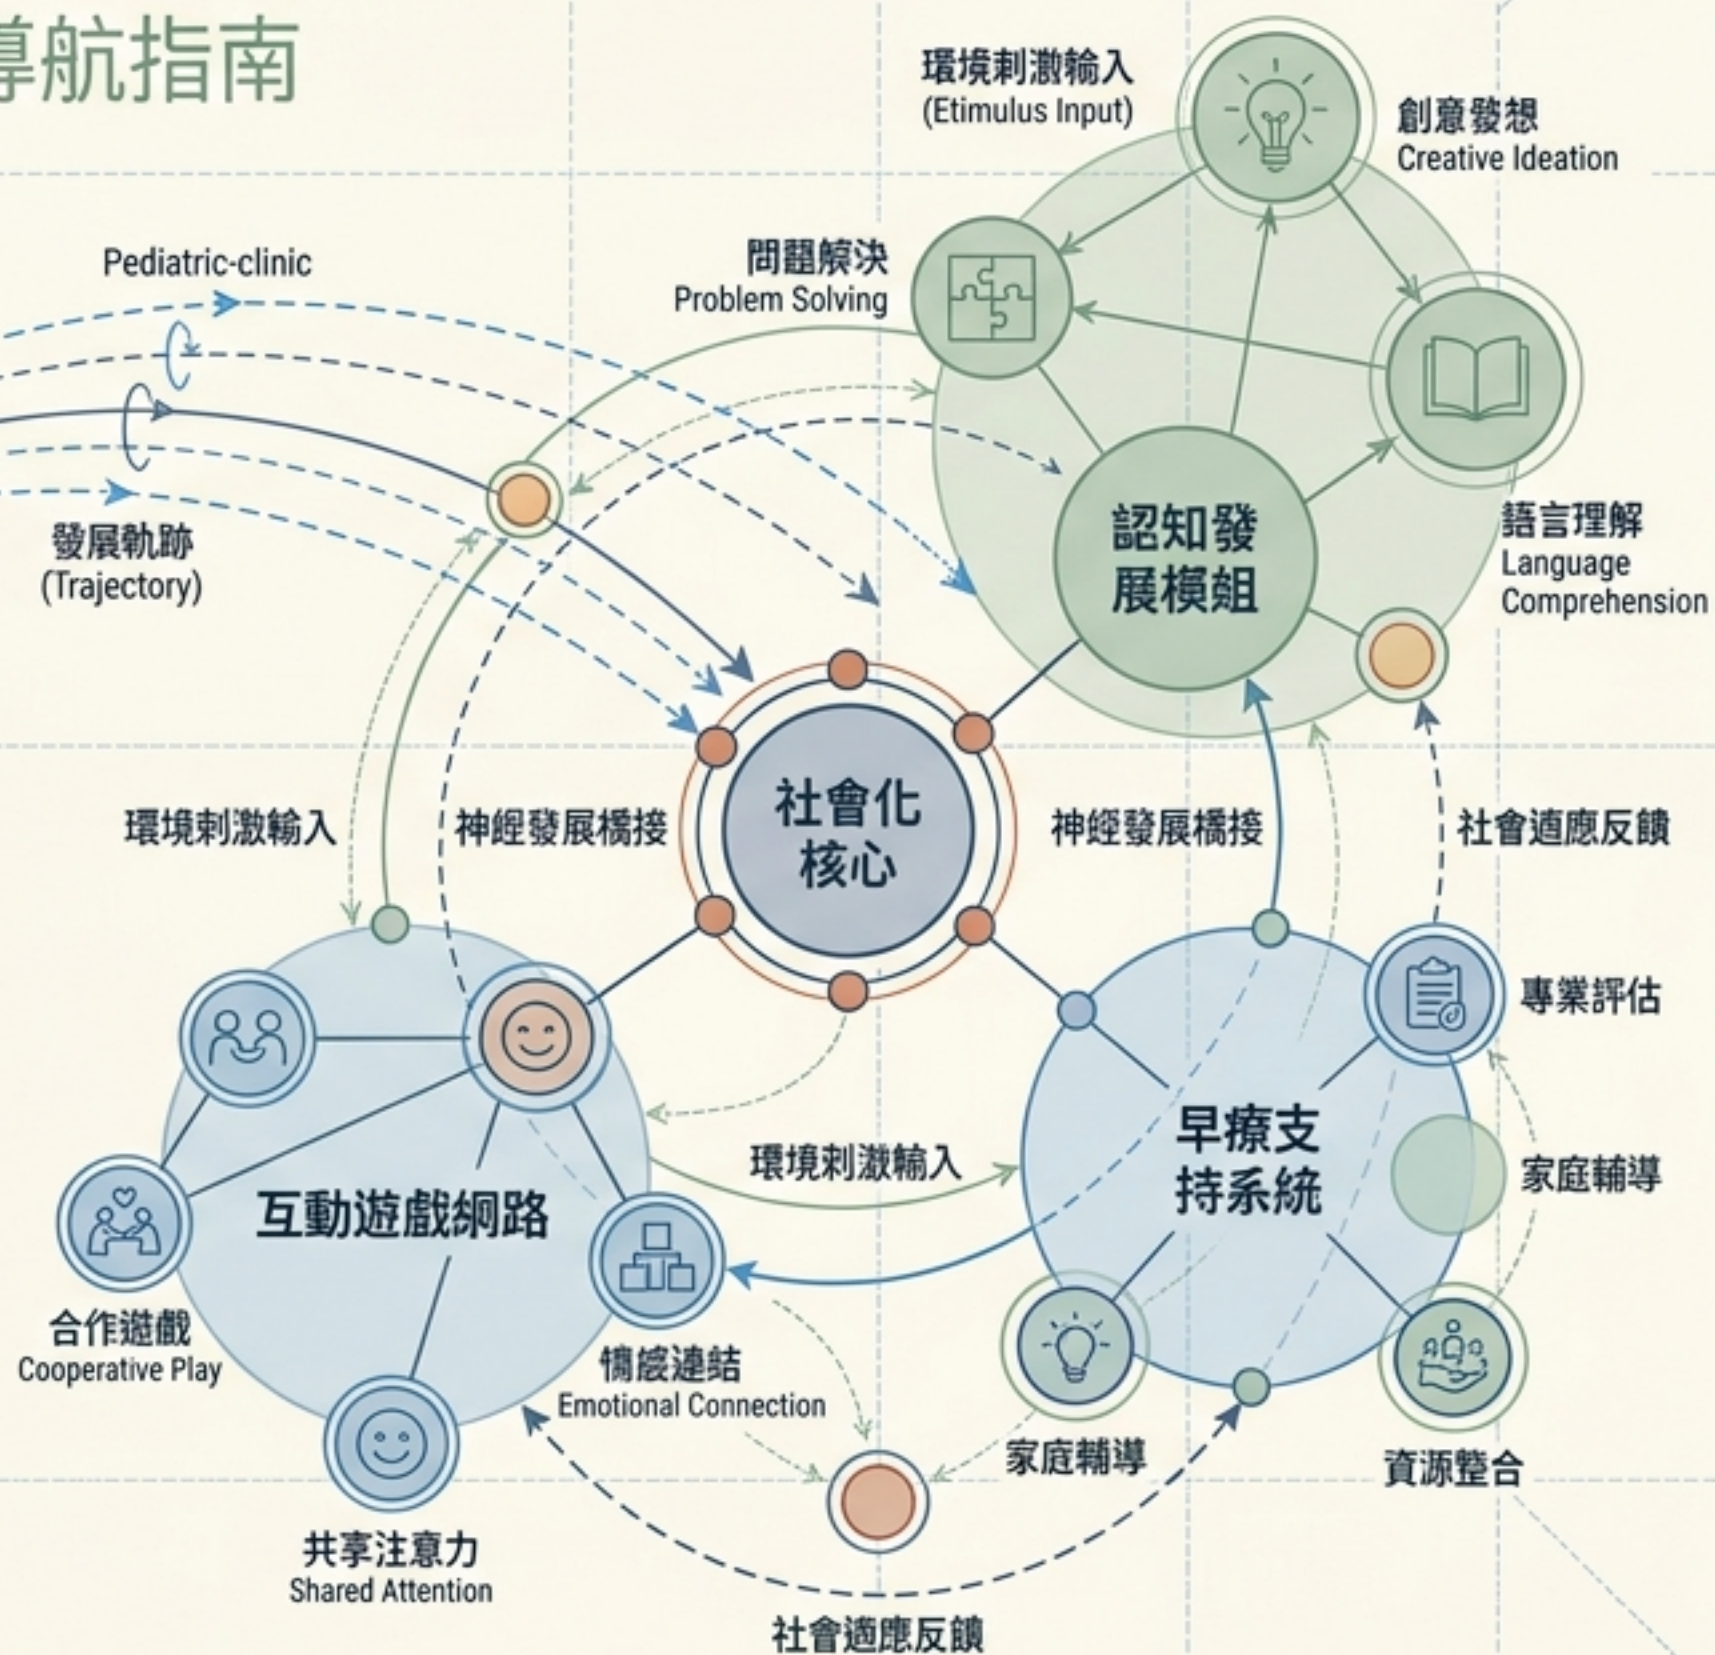 導航指南
環境刺激輸入
(Etimulus Input)
創意發想
Creative Ideation
Pediatric-clinic
問題解決
Problem Solving
發展軌跡
(Trajectory)
認知發
展模組
語言理解
Language
Comprehension
社會化
核心
環境刺激輸入
神經發展橋接
神經發展橋接
社會適應反饋
專業評估
早療支
持系統
環境刺激輸入
家庭輔導
互動遊戲網路
合作遊戲
Cooperative Play
情感連結
Emotional Connection
家庭輔導
資源整合
共享注意力
Shared Attention
社會適應反饋